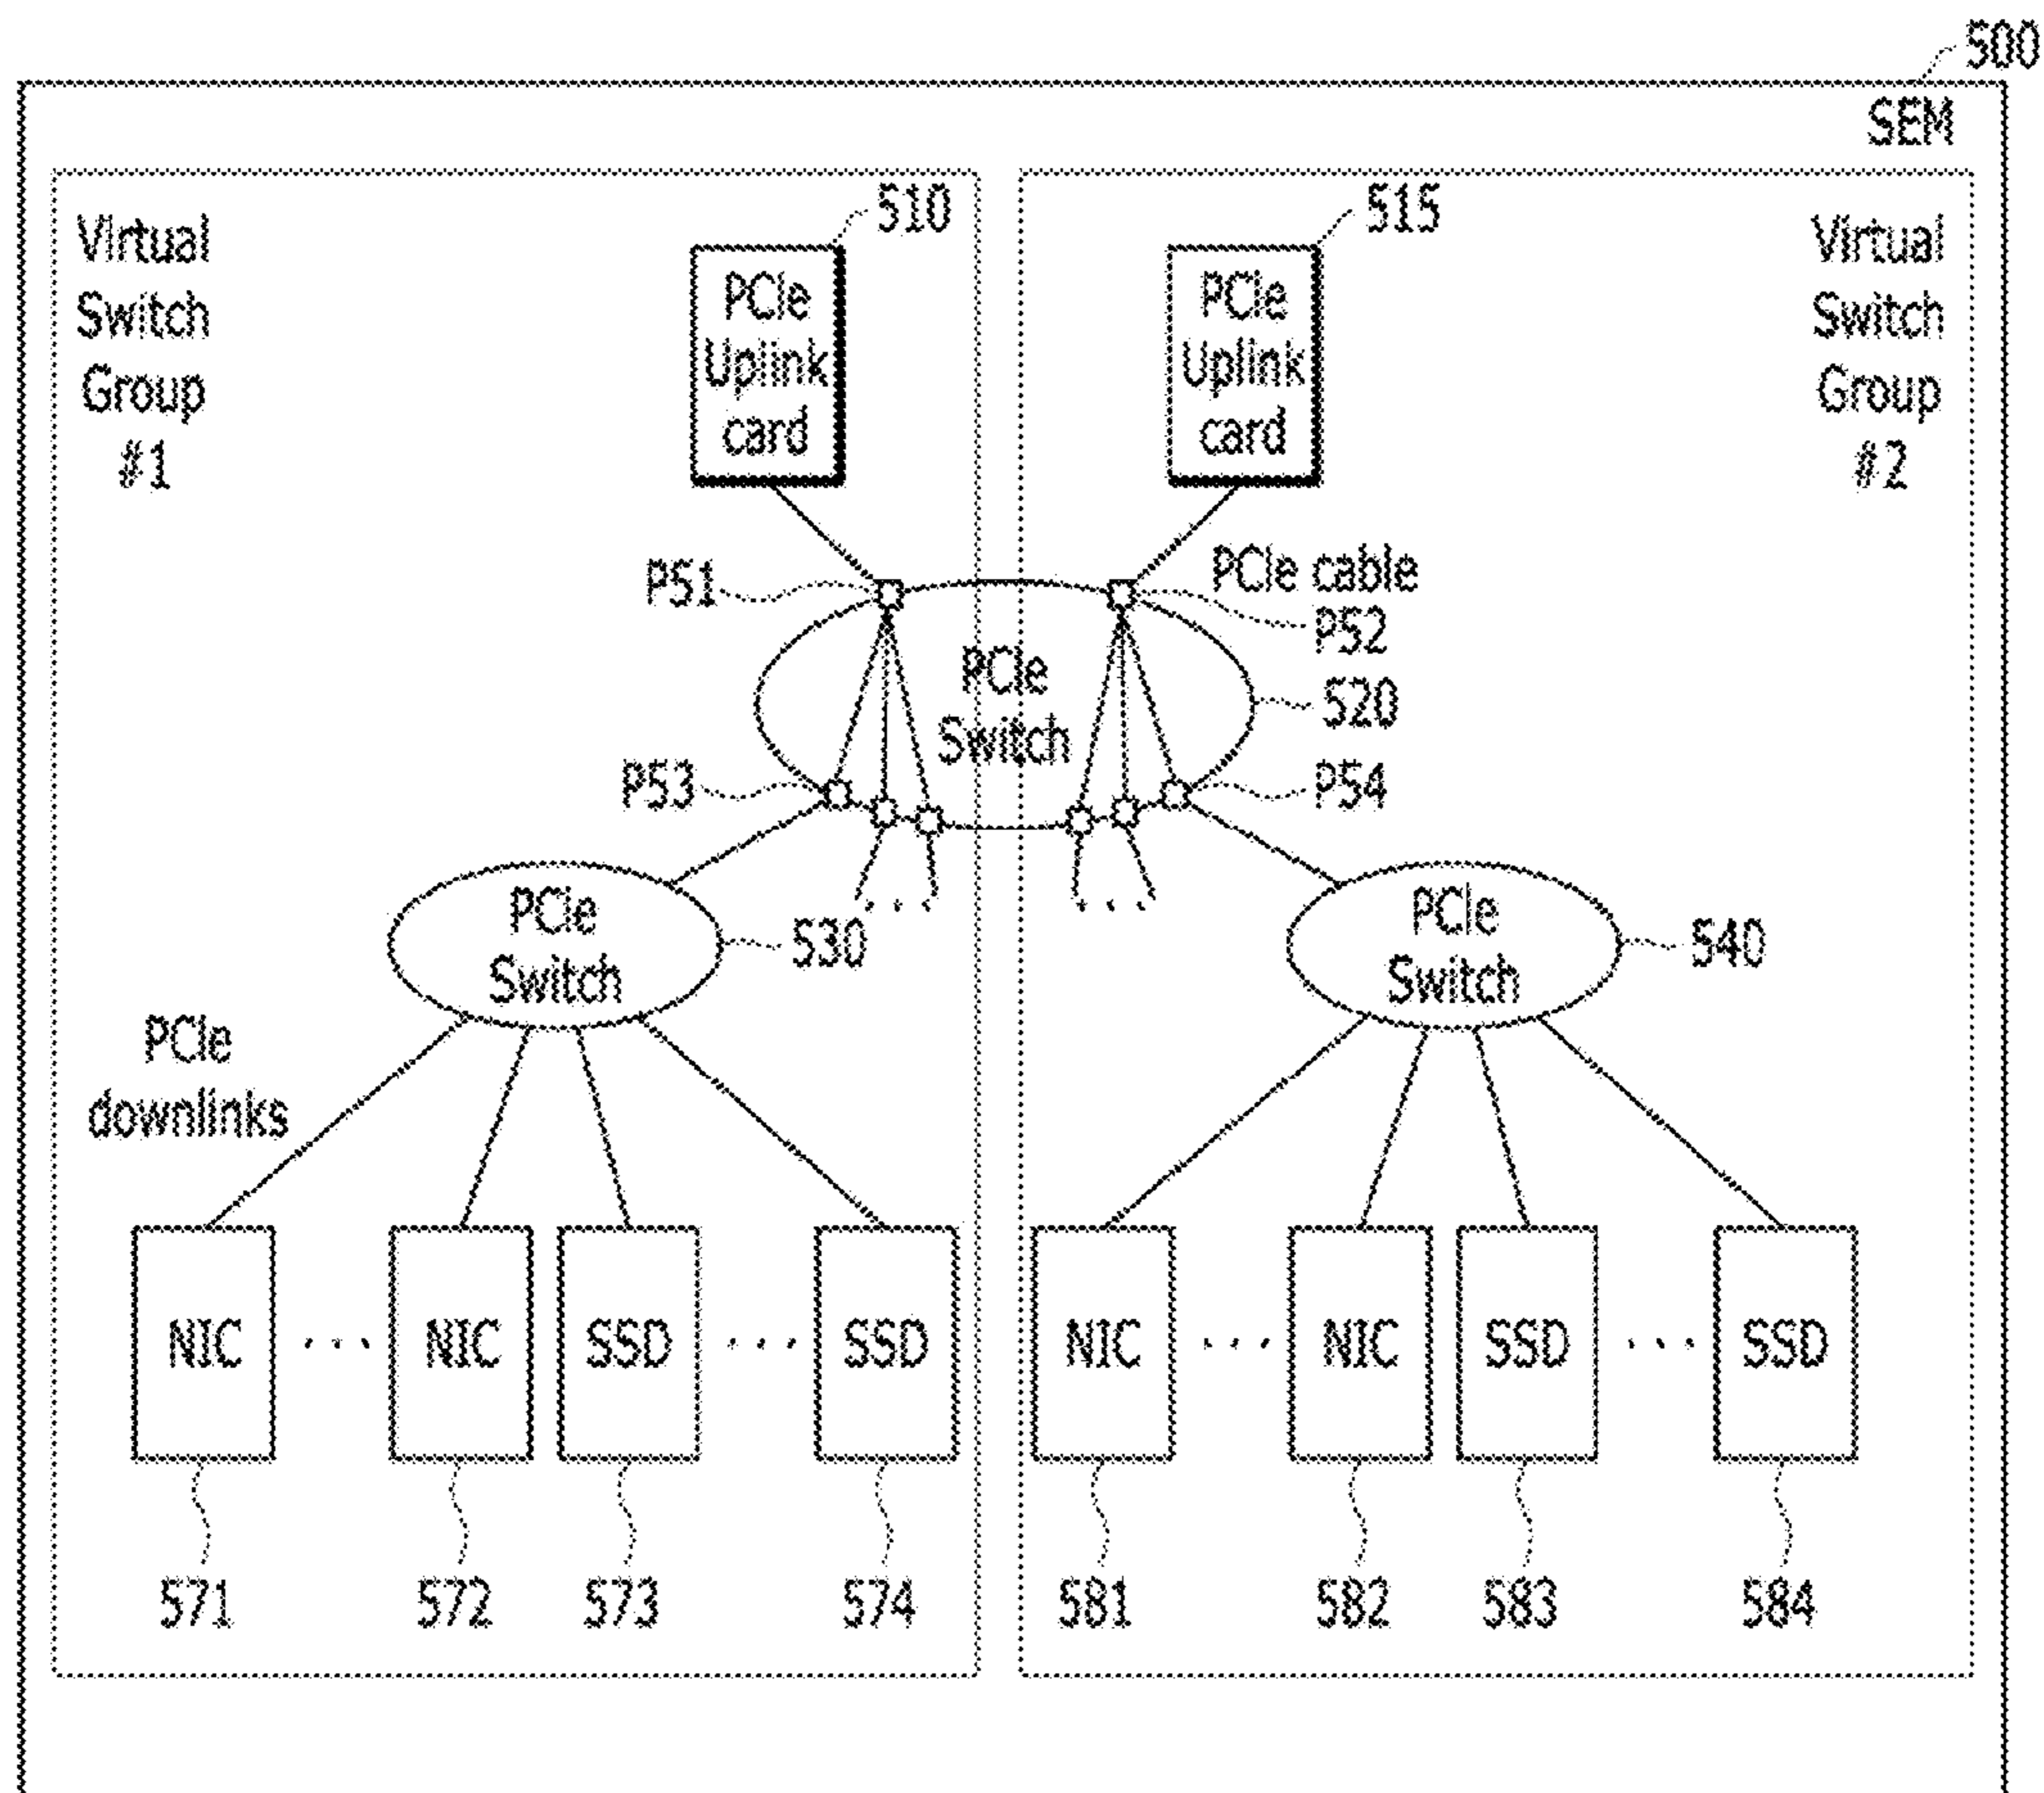 500
SEM
Virtual
Switch
Group
#1
510
PCIe
Uplink
card
515
PCIe
Uplink
card
Virtual
Switch
Group
#2
P51
PCIe cable
P52
PCIe
Switch
520
P53
P54
PCIe
Switch
530
PCIe
Switch
540
PCIe
downlinks
NIC
...
NIC
SSD
...
SSD
NIC
...
NIC
SSD
...
SSD
571
572
573
574
581
582
583
584